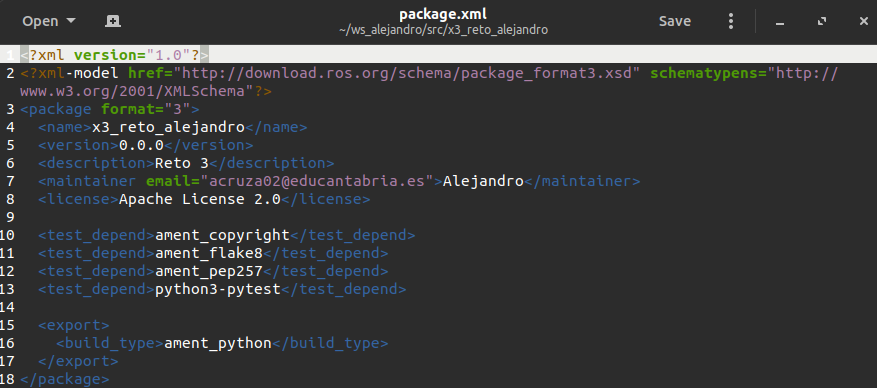 Open
package.xml
~/ws_alejandro/src/x3_reto_alejandro
Save
1 <?xml version="1.0"?>
2 <?xml-model href="http://download.ros.org/schema/package_format3.xsd" schematypens="http://
www.w3.org/2001/XMLSchema"?>
3 <package format="3">
4   <name>x3_reto_alejandro</name>
5   <version>0.0.0</version>
6   <description>Reto 3</description>
7   <maintainer email="acruza02@educantabria.es">Alejandro</maintainer>
8   <license>Apache License 2.0</license>
9
10   <test_depend>ament_copyright</test_depend>
11   <test_depend>ament_flake8</test_depend>
12   <test_depend>ament_pep257</test_depend>
13   <test_depend>python3-pytest</test_depend>
14
15   <export>
16     <build_type>ament_python</build_type>
17   </export>
18 </package>